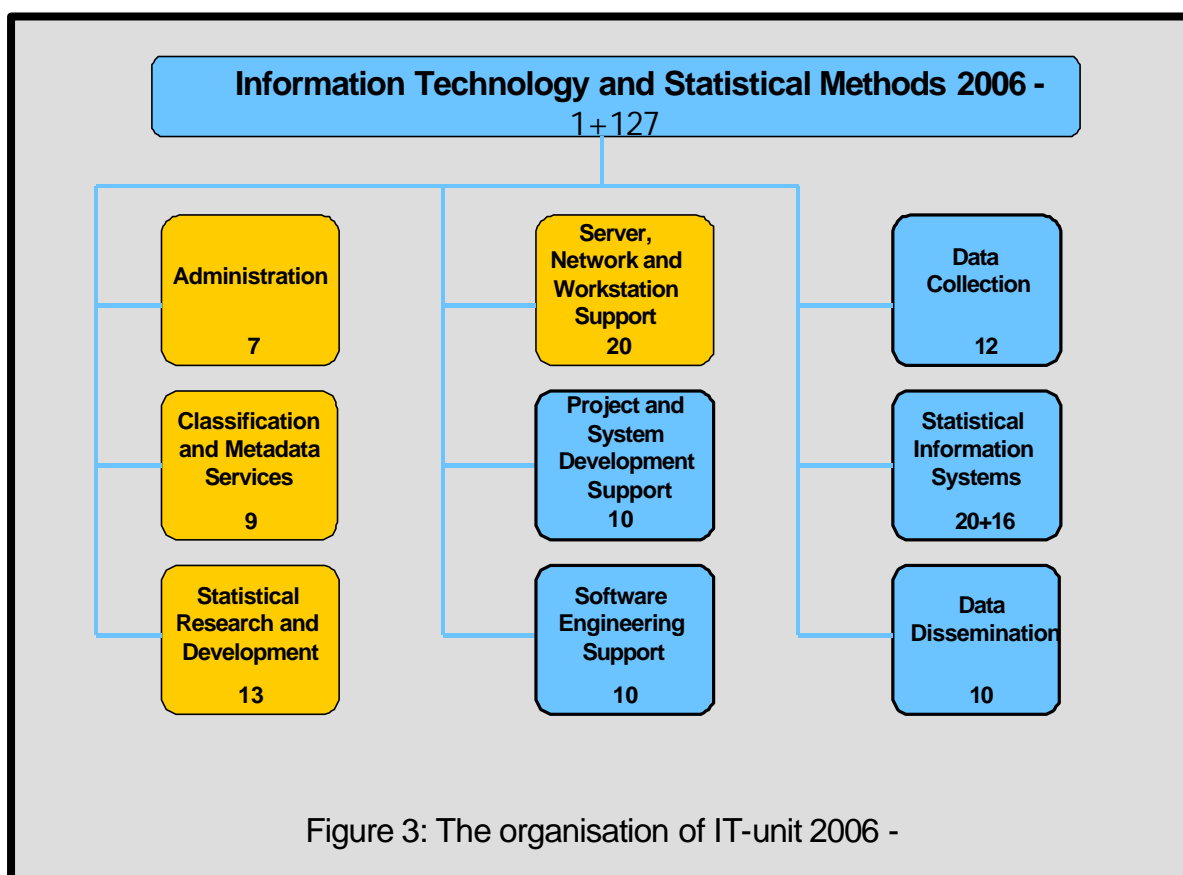 Information Technology and Statistical Methods 2006 -
1+127
Administration
7
Classification
and Metadata
Services
9
Statistical
Research and
Development
13
Server,
Network and
Workstation
Support
20
Project and
System
Development
Support
10
Software
Engineering
Support
10
Data
Collection
12
Statistical
Information
Systems
20+16
Data
Dissemination
10
Figure 3: The organisation of IT-unit 2006 -